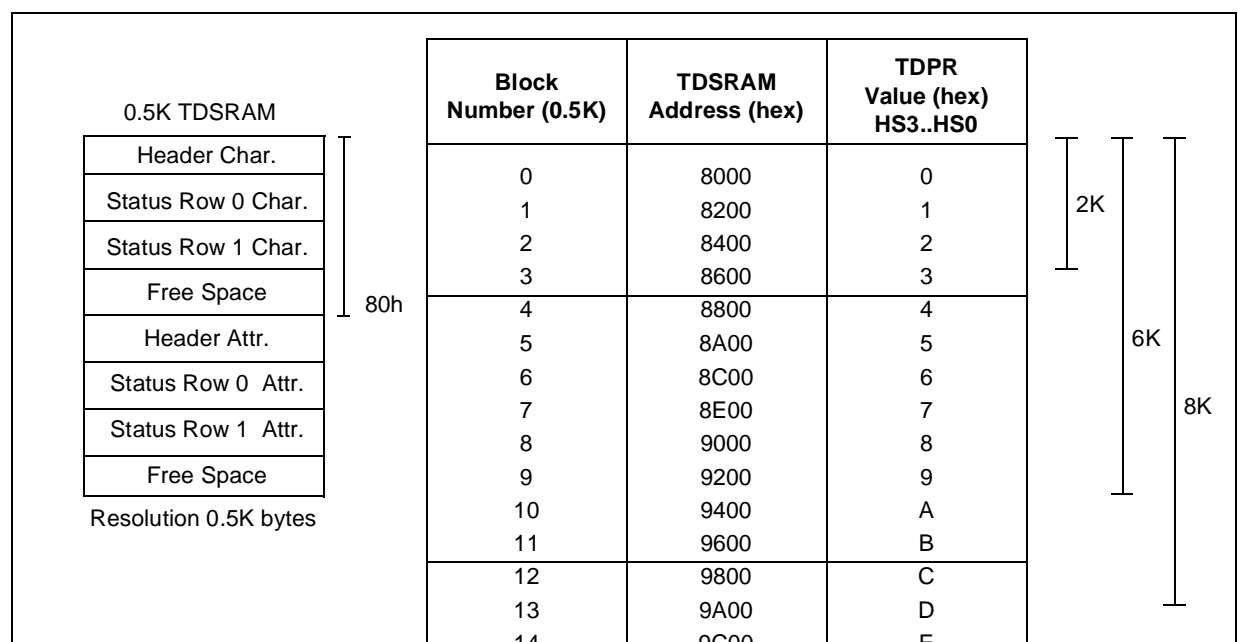 0.5K TDSRAM
Header Char.
Status Row 0 Char.
Status Row 1 Char.
Free Space
Header Attr.
Status Row 0 Attr.
Status Row 1 Attr.
Free Space
Resolution 0.5K bytes
80h
Block Number (0.5K) TDSRAM Address (hex) TDPR Value (hex) HS3..HS0
0 8000 0
1 8200 1
2 8400 2
3 8600 3
4 8800 4
5 8A00 5
6 8C00 6
7 8E00 7
8 9000 8
9 9200 9
10 9400 A
11 9600 B
12 9800 C
13 9A00 D
14 9C00
2K
6K
8K